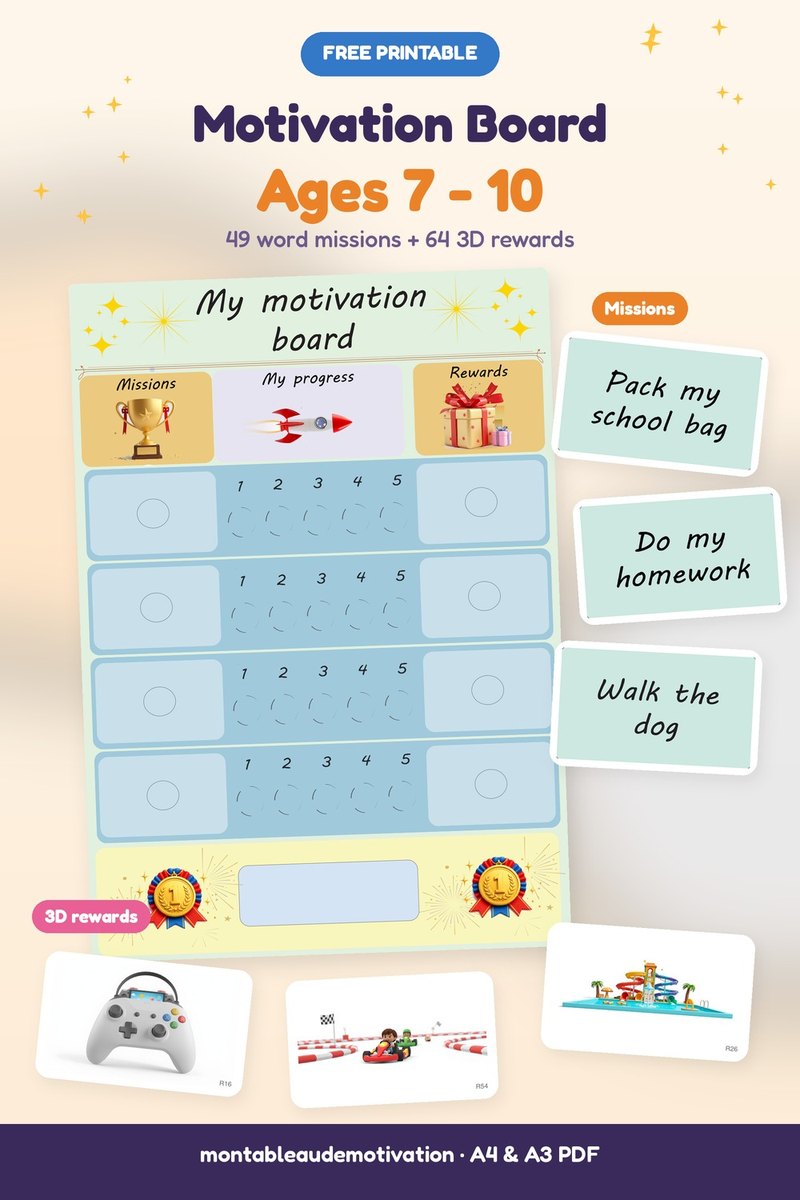 FREE PRINTABLE
Motivation Board
Ages 7 - 10
49 word missions + 64 3D rewards
My motivation
board
Missions
My progress
Rewards
1 2 3 4 5
1 2 3 4 5
1 2 3 4 5
1 2 3 4 5
1
1
Missions
Pack my
school bag
Do my
homework
Walk the
dog
3D rewards
R16
R54
R26
montableaudemotivation · A4 & A3 PDF